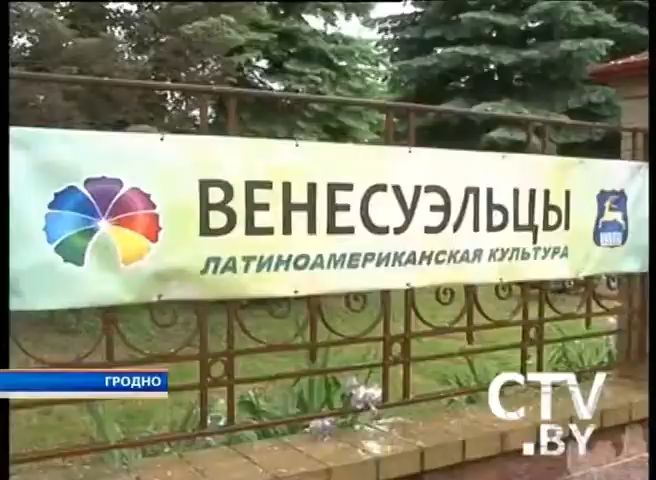 ВЕНЕСУЭЛЬЦЫ
ЛАТИНОАМЕРИКАНСКАЯ КУЛЬТУРА
ГРОДНО
CTV
.BY